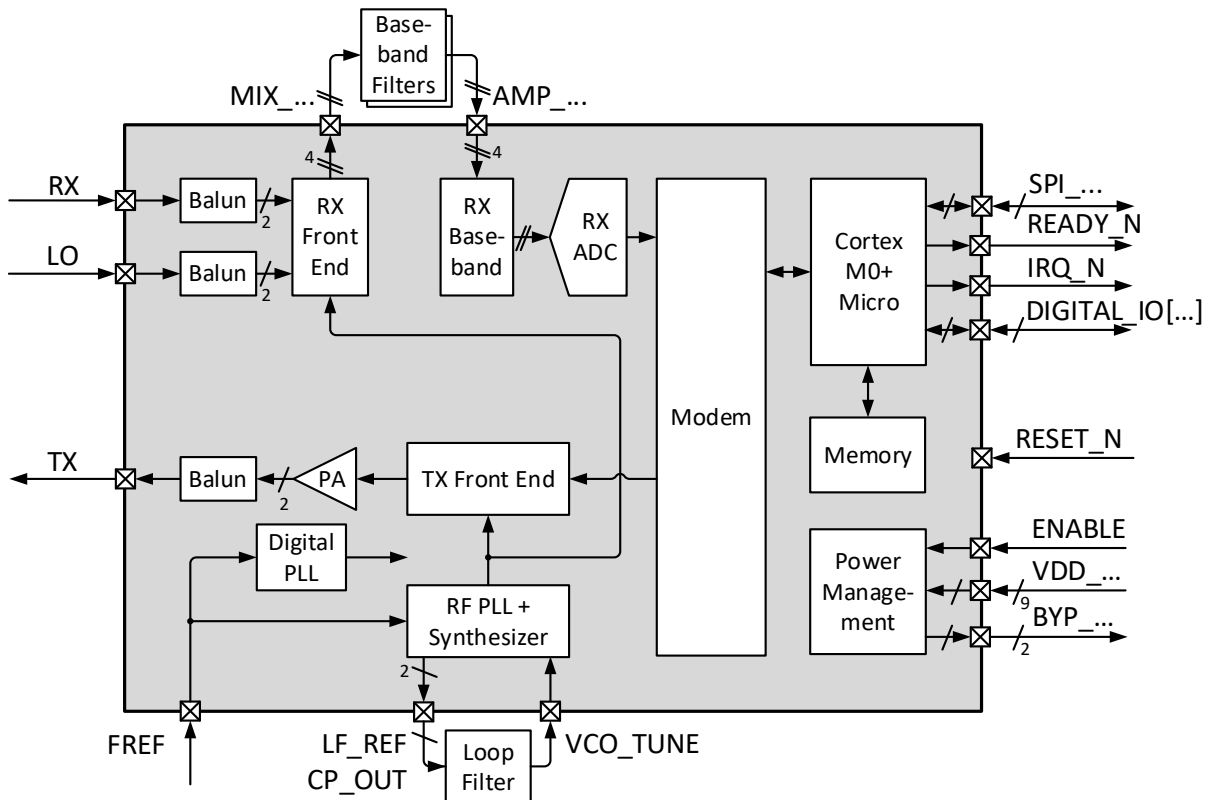 Base-
band
Filters
MIX_...
AMP_...
4
4
RX
Balun
2
RX
Front
End
RX
Base-
band
RX
ADC
LO
Balun
2
Modem
Cortex
M0+
Micro
SPI_...
READY_N
IRQ_N
DIGITAL_IO[...]
Memory
RESET_N
TX
Balun
2
PA
TX Front End
Digital
PLL
RF PLL +
Synthesizer
2
Power
Manage-
ment
ENABLE
VDD_...
9
BYP_...
2
FREF
LF_REF
CP_OUT
Loop
Filter
VCO_TUNE